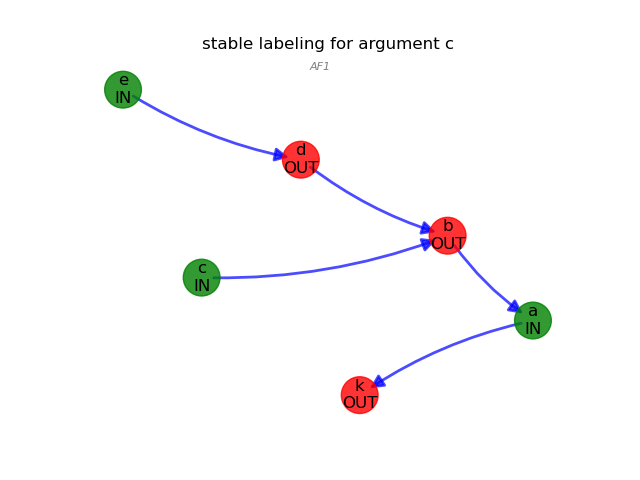 stable labeling for argument c
AF1
e
IN
d
OUT
b
OUT
c
IN
a
IN
k
OUT